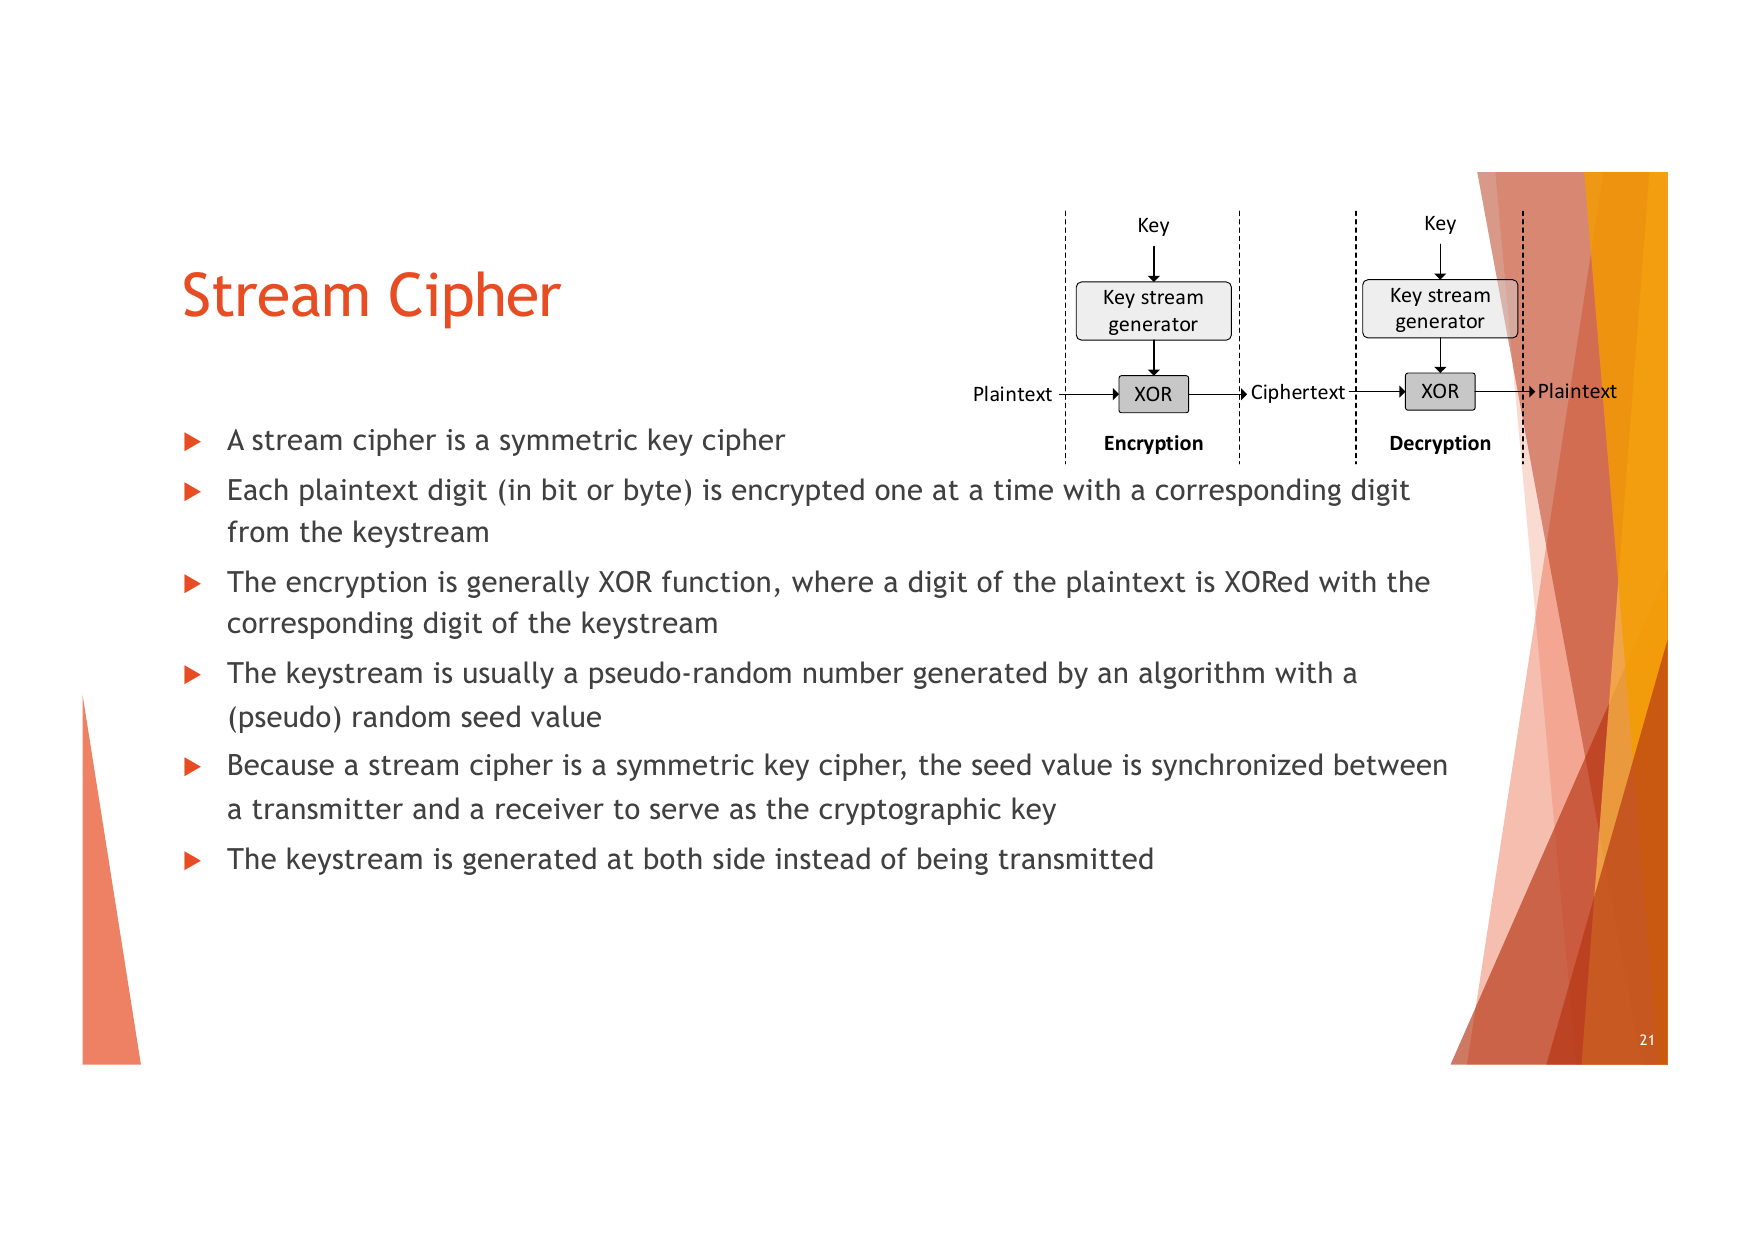 Stream Cipher
Key
Key stream
generator
Plaintext
XOR
Encryption
Ciphertext
Key
Key stream
generator
XOR
Plaintext
Decryption
A stream cipher is a symmetric key cipher
Each plaintext digit (in bit or byte) is encrypted one at a time with a corresponding digit
from the keystream
The encryption is generally XOR function, where a digit of the plaintext is XORed with the
corresponding digit of the keystream
The keystream is usually a pseudo-random number generated by an algorithm with a
(pseudo) random seed value
Because a stream cipher is a symmetric key cipher, the seed value is synchronized between
a transmitter and a receiver to serve as the cryptographic key
The keystream is generated at both side instead of being transmitted
21